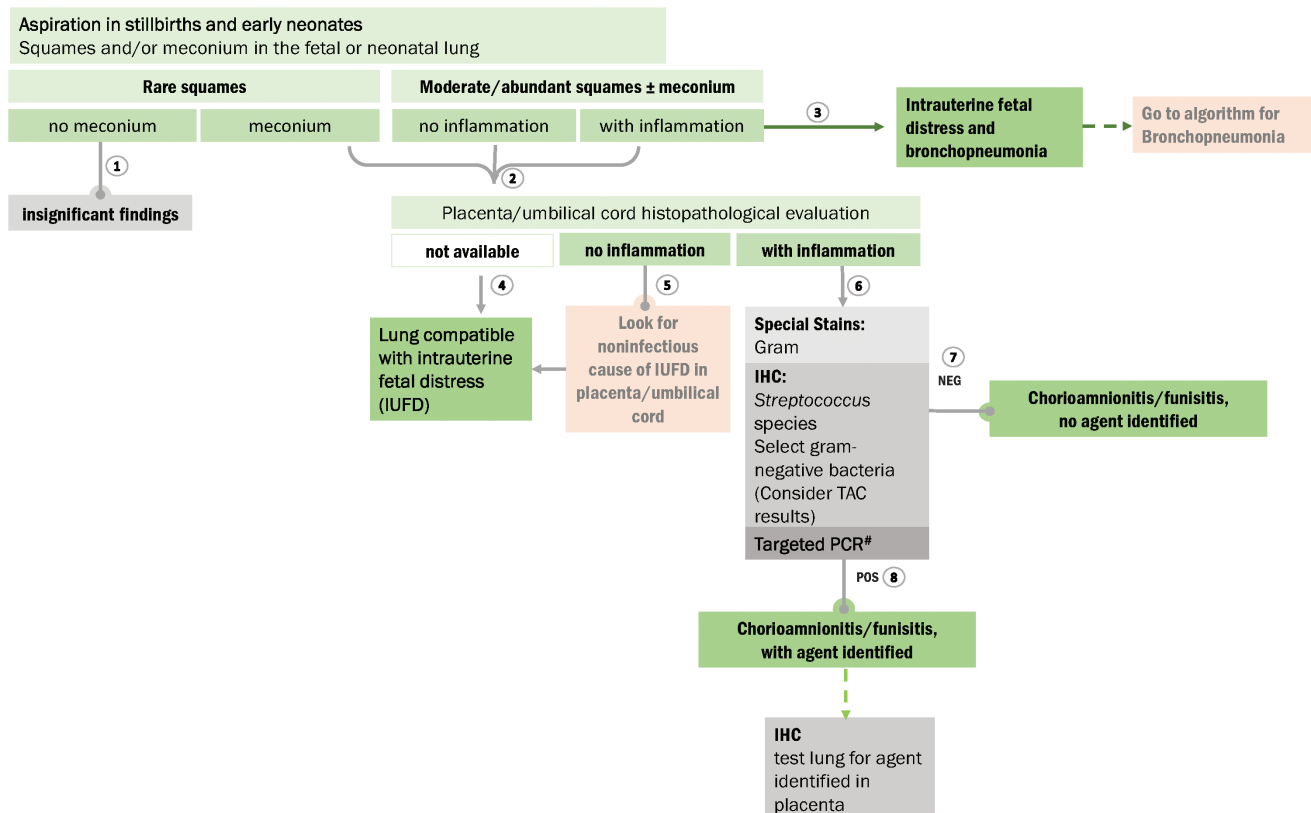 Aspiration in stillbirths and early neonates
Squames and/or meconium in the fetal or neonatal lung
Rare squames
Moderate/abundant squames ± meconium
no meconium
meconium
no inflammation
with inflammation
3
Intrauterine fetal
distress and
bronchopneumonia
Go to algorithm for
Bronchopneumonia
1
insignificant findings
2
Placenta/umbilical cord histopathological evaluation
not available
no inflammation
with inflammation
4
5
6
Lung compatible
with intrauterine
fetal distress
(IUFD)
Look for
noninfectious
cause of IUFD in
placenta/umbilical
cord
Special Stains:
Gram
IHC:
Streptococcus
species
Select gram-
negative bacteria
(Consider TAC
results)
Targeted PCR#
7
NEG
Chorioamnionitis/funisitis,
no agent identified
POS 8
Chorioamnionitis/funisitis,
with agent identified
IHC
test lung for agent
identified in
placenta